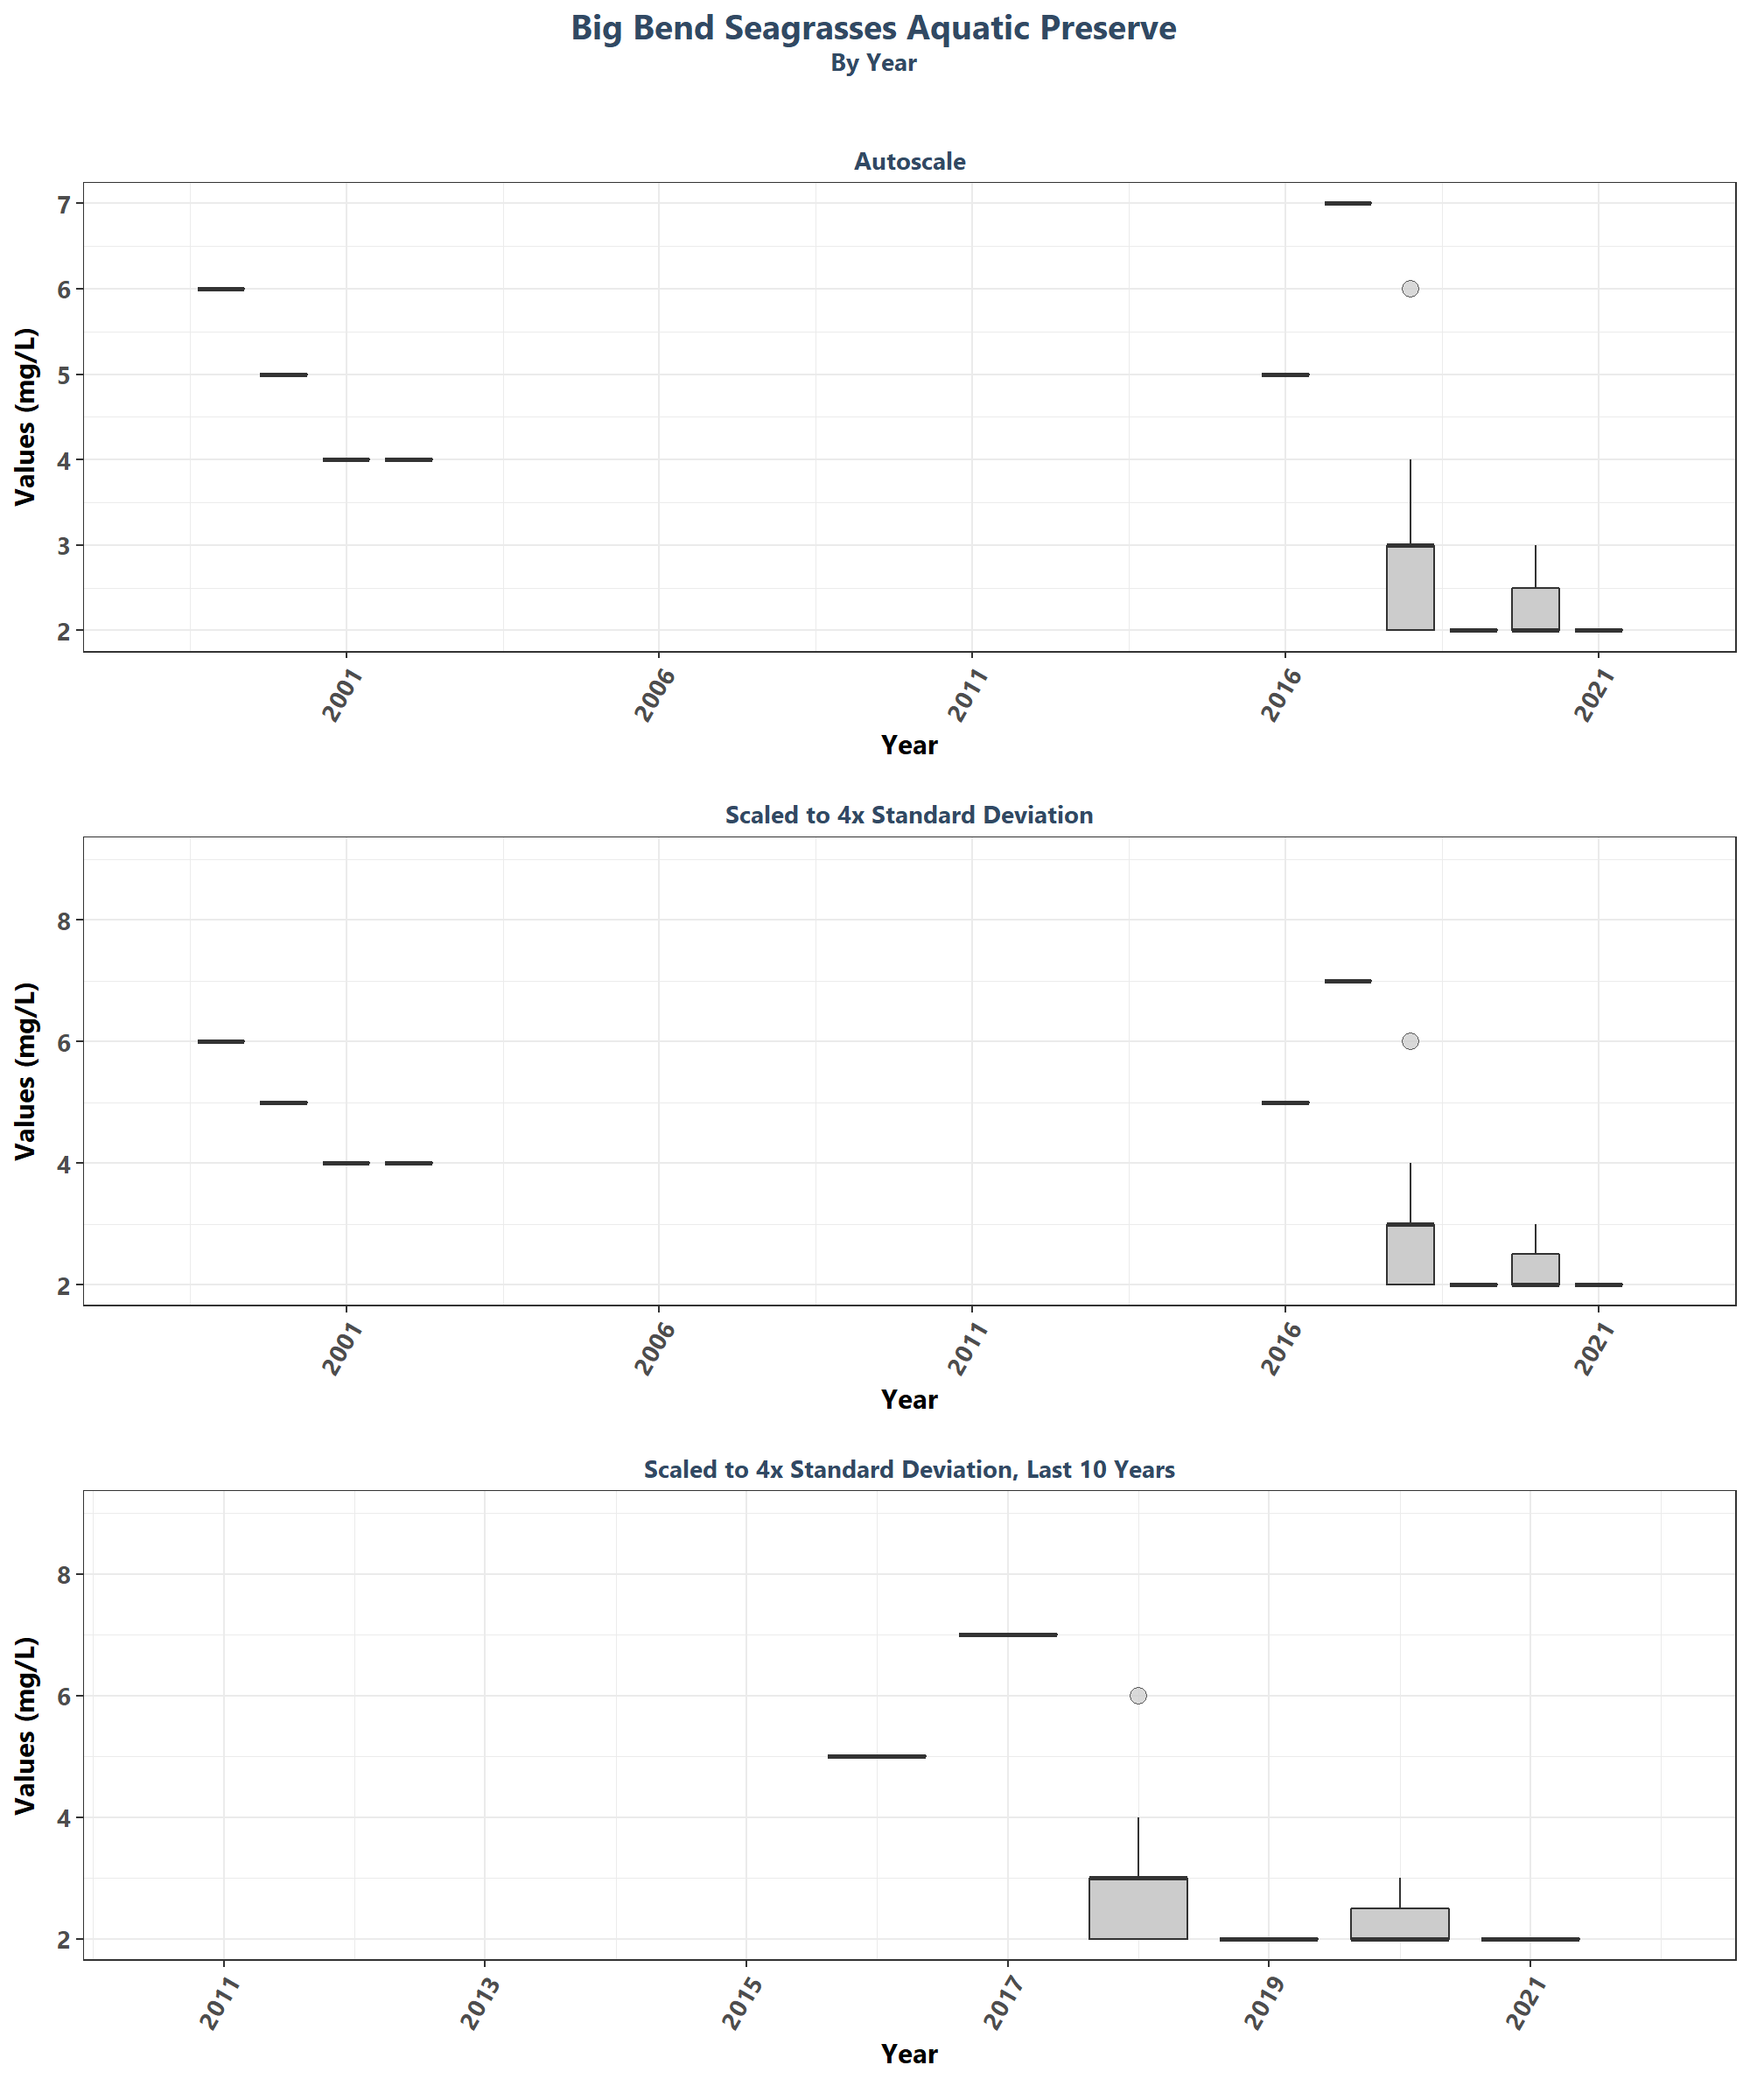 Big Bend Seagrasses Aquatic Preserve
By Year
Autoscale
Values (mg/L)
7
6
5
4
3
2
2001
2006
2011
2016
2021
Year
Scaled to 4x Standard Deviation
Values (mg/L)
8
6
4
2
2001
2006
2011
2016
2021
Year
Scaled to 4x Standard Deviation, Last 10 Years
Values (mg/L)
8
6
4
2
2011
2013
2015
2017
2019
2021
Year